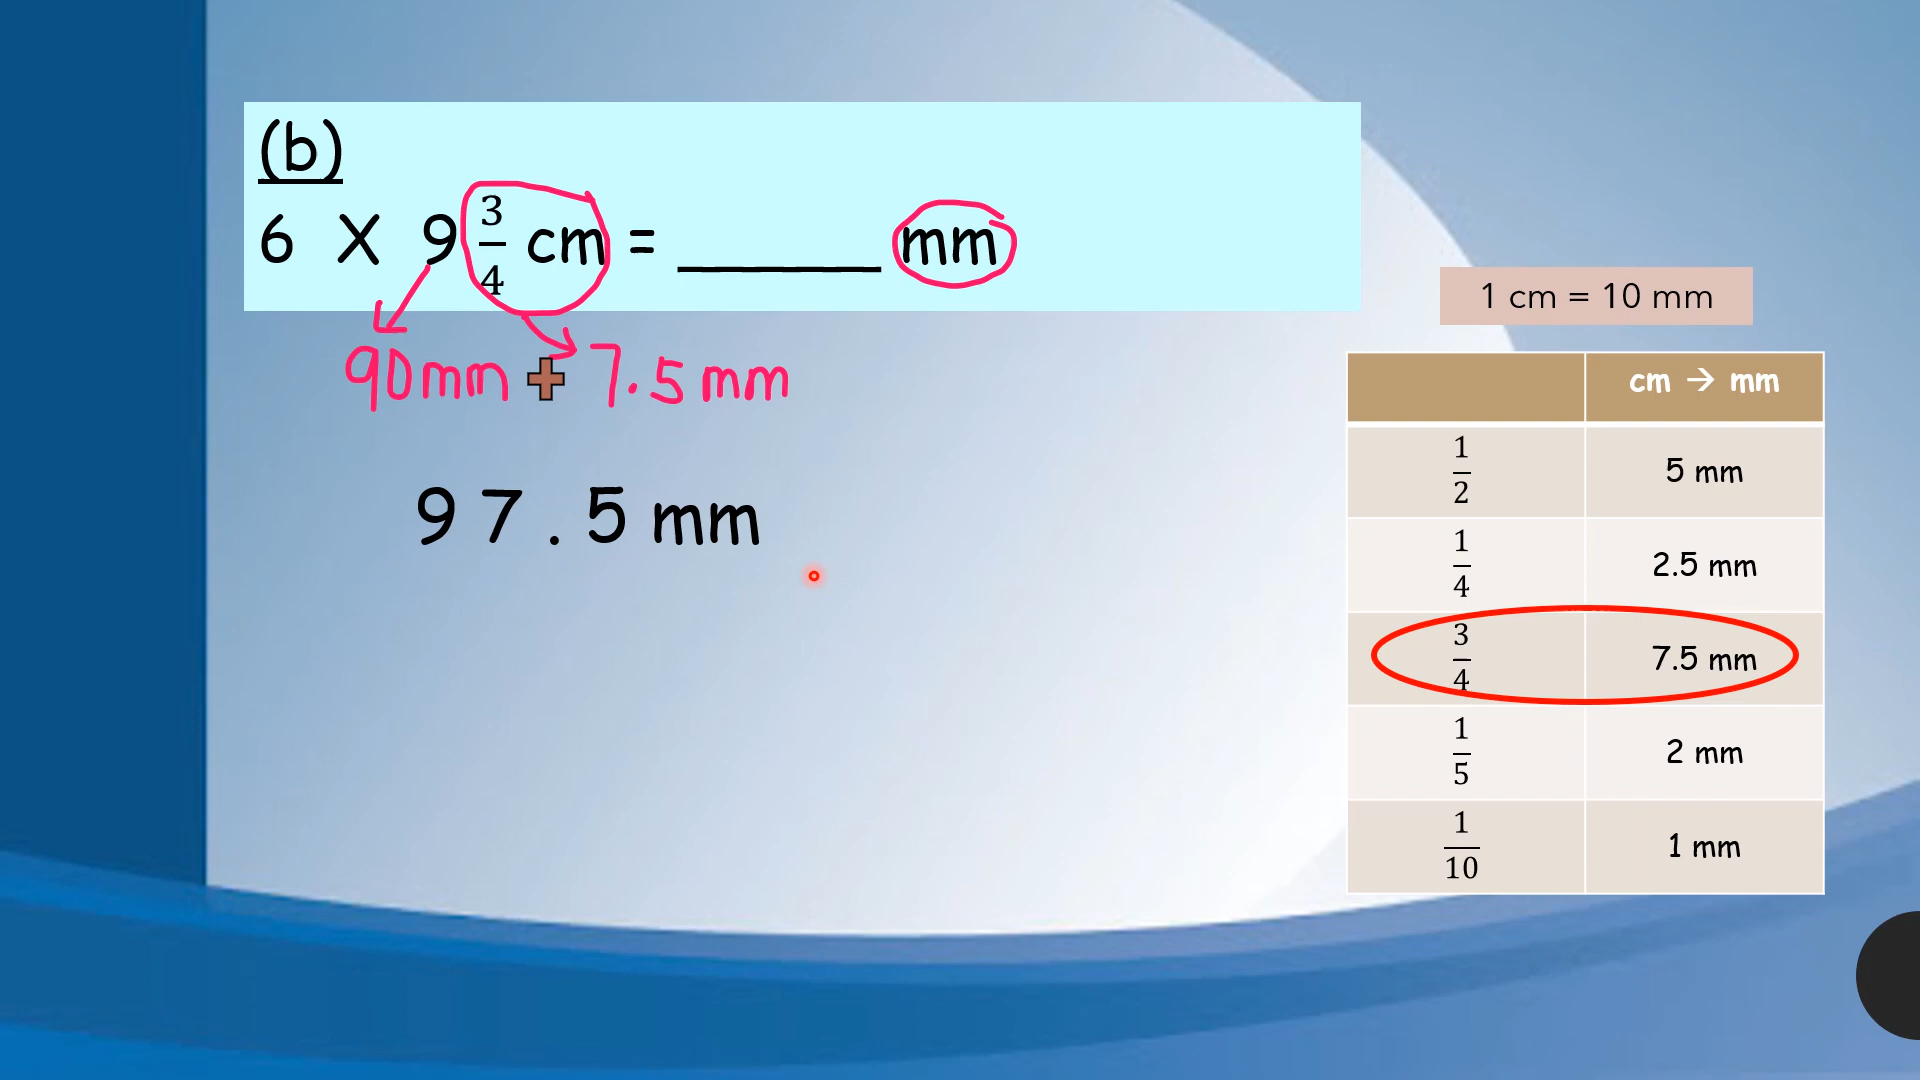 (b)
6 X 9 3/4 cm = ______ mm
90mm + 7.5 mm
97.5 mm
1 cm = 10 mm
cm → mm
1/2 5 mm
1/4 2.5 mm
3/4 7.5 mm
1/5 2 mm
1/10 1 mm